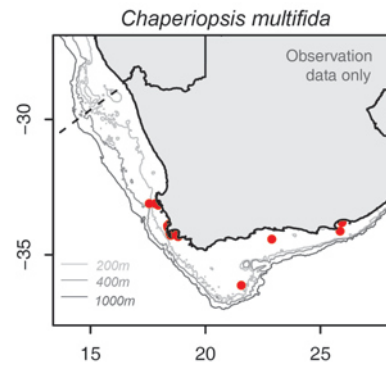 Chaperiopsis multifida
Observation
data only
−30
−35
200m
400m
1000m
15
20
25